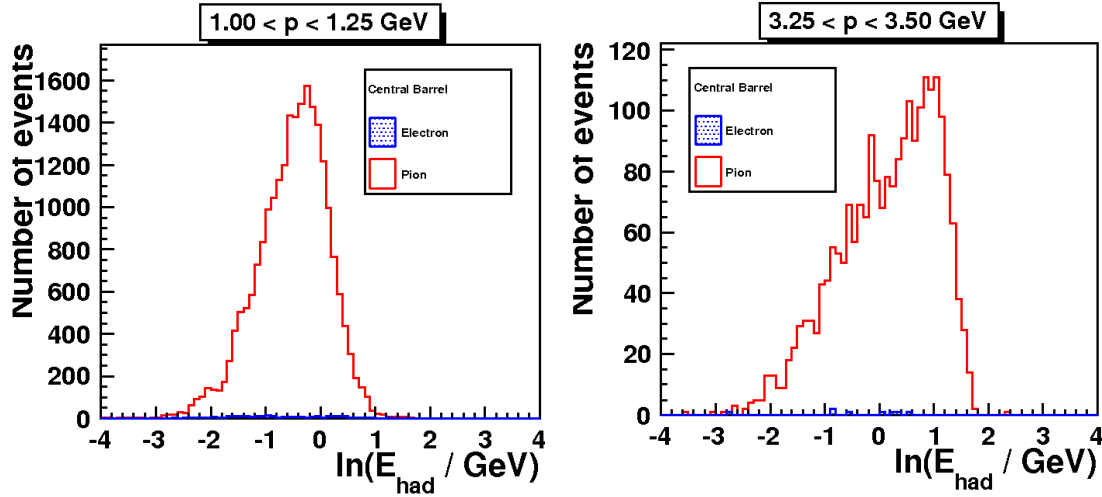 1.00 < p < 1.25 GeV
Number of events
1600
1400
1200
1000
800
600
400
200
0
Central Barrel
Electron
Pion
-4 -3 -2 -1 0 1 2 3 4
ln(E_had / GeV)
3.25 < p < 3.50 GeV
Number of events
120
100
80
60
40
20
0
Central Barrel
Electron
Pion
-4 -3 -2 -1 0 1 2 3 4
ln(E_had / GeV)